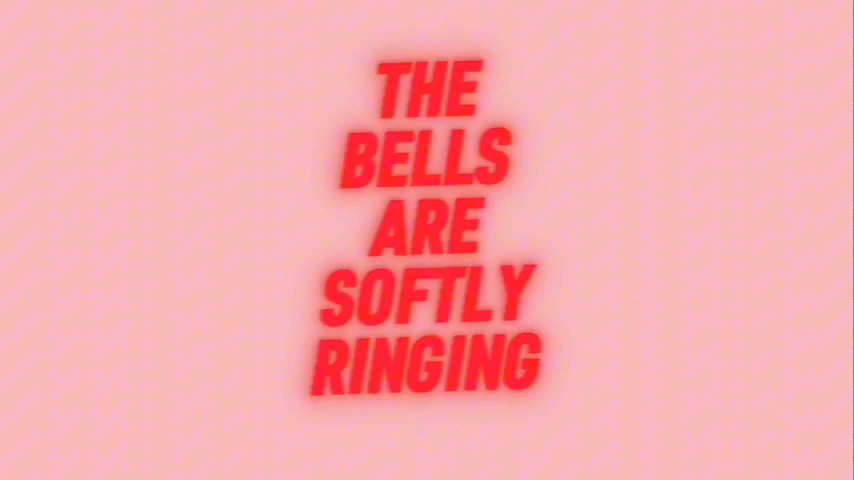 THE
BELLS
ARE
SOFTLY
RINGING